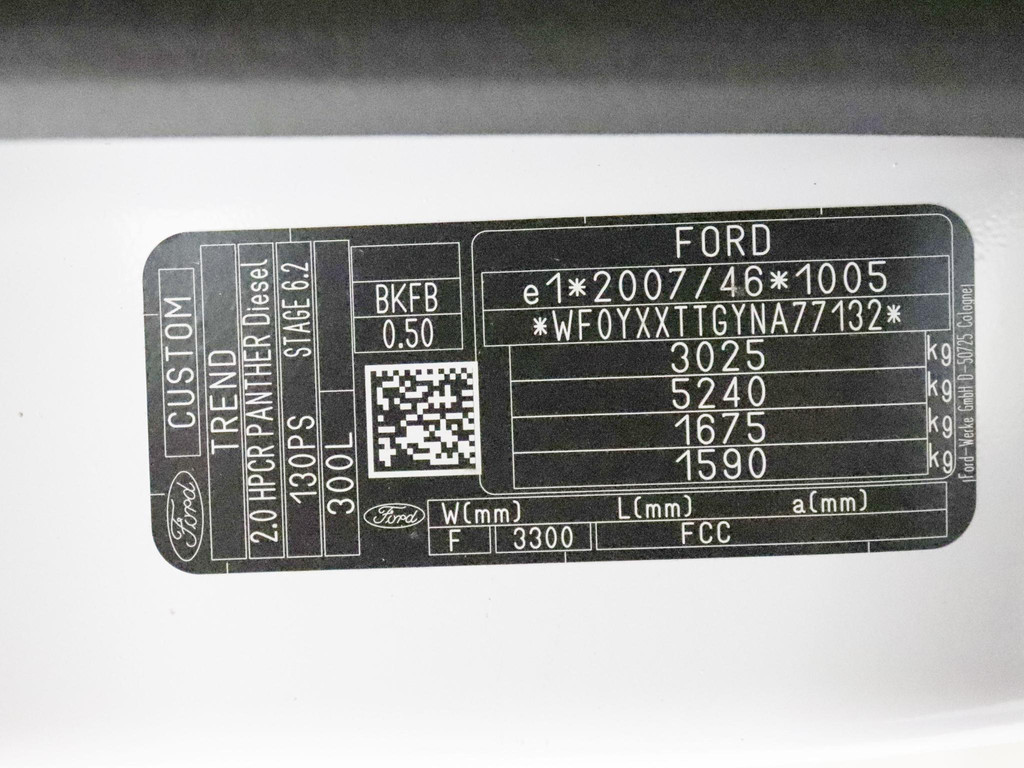 CUSTOM
TREND
2.0 HPCR PANTHER Diesel
130PS STAGE 6.2
300L
Ford
BKFB
0.50
FORD
e1*2007/46*1005
*WF0YXXTTGYNA77132*
3025 kg
5240 kg
1675 kg
1590 kg
Ford-Werke GmbH D-50725 Cologne
Ford
W(mm) L(mm) a(mm)
F 3300 FCC